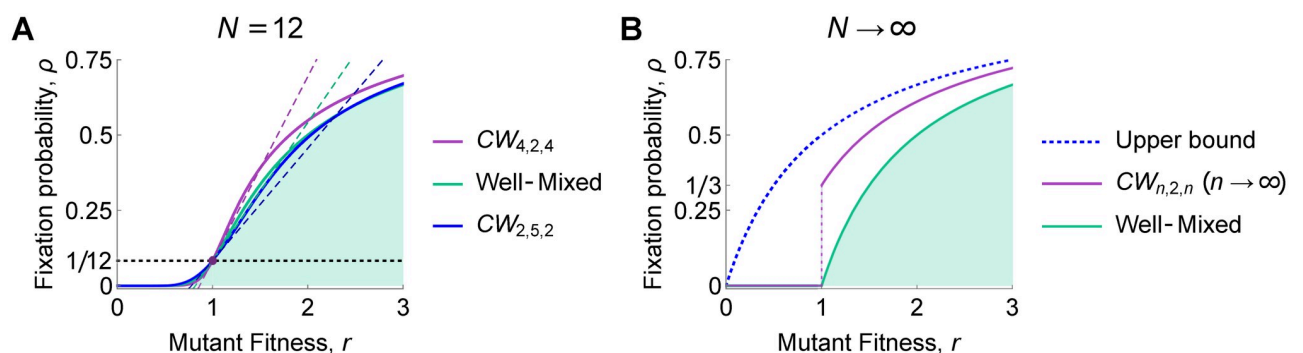 A
N = 12
Fixation probability, ρ
0.75
0.5
0.25
1/12
0
0
1
2
3
Mutant Fitness, r
CW4,2,4
Well-Mixed
CW2,5,2
B
N → ∞
Fixation probability, ρ
0.75
0.5
1/3
0.25
0
0
1
2
3
Mutant Fitness, r
Upper bound
CWn,2,n (n → ∞)
Well-Mixed